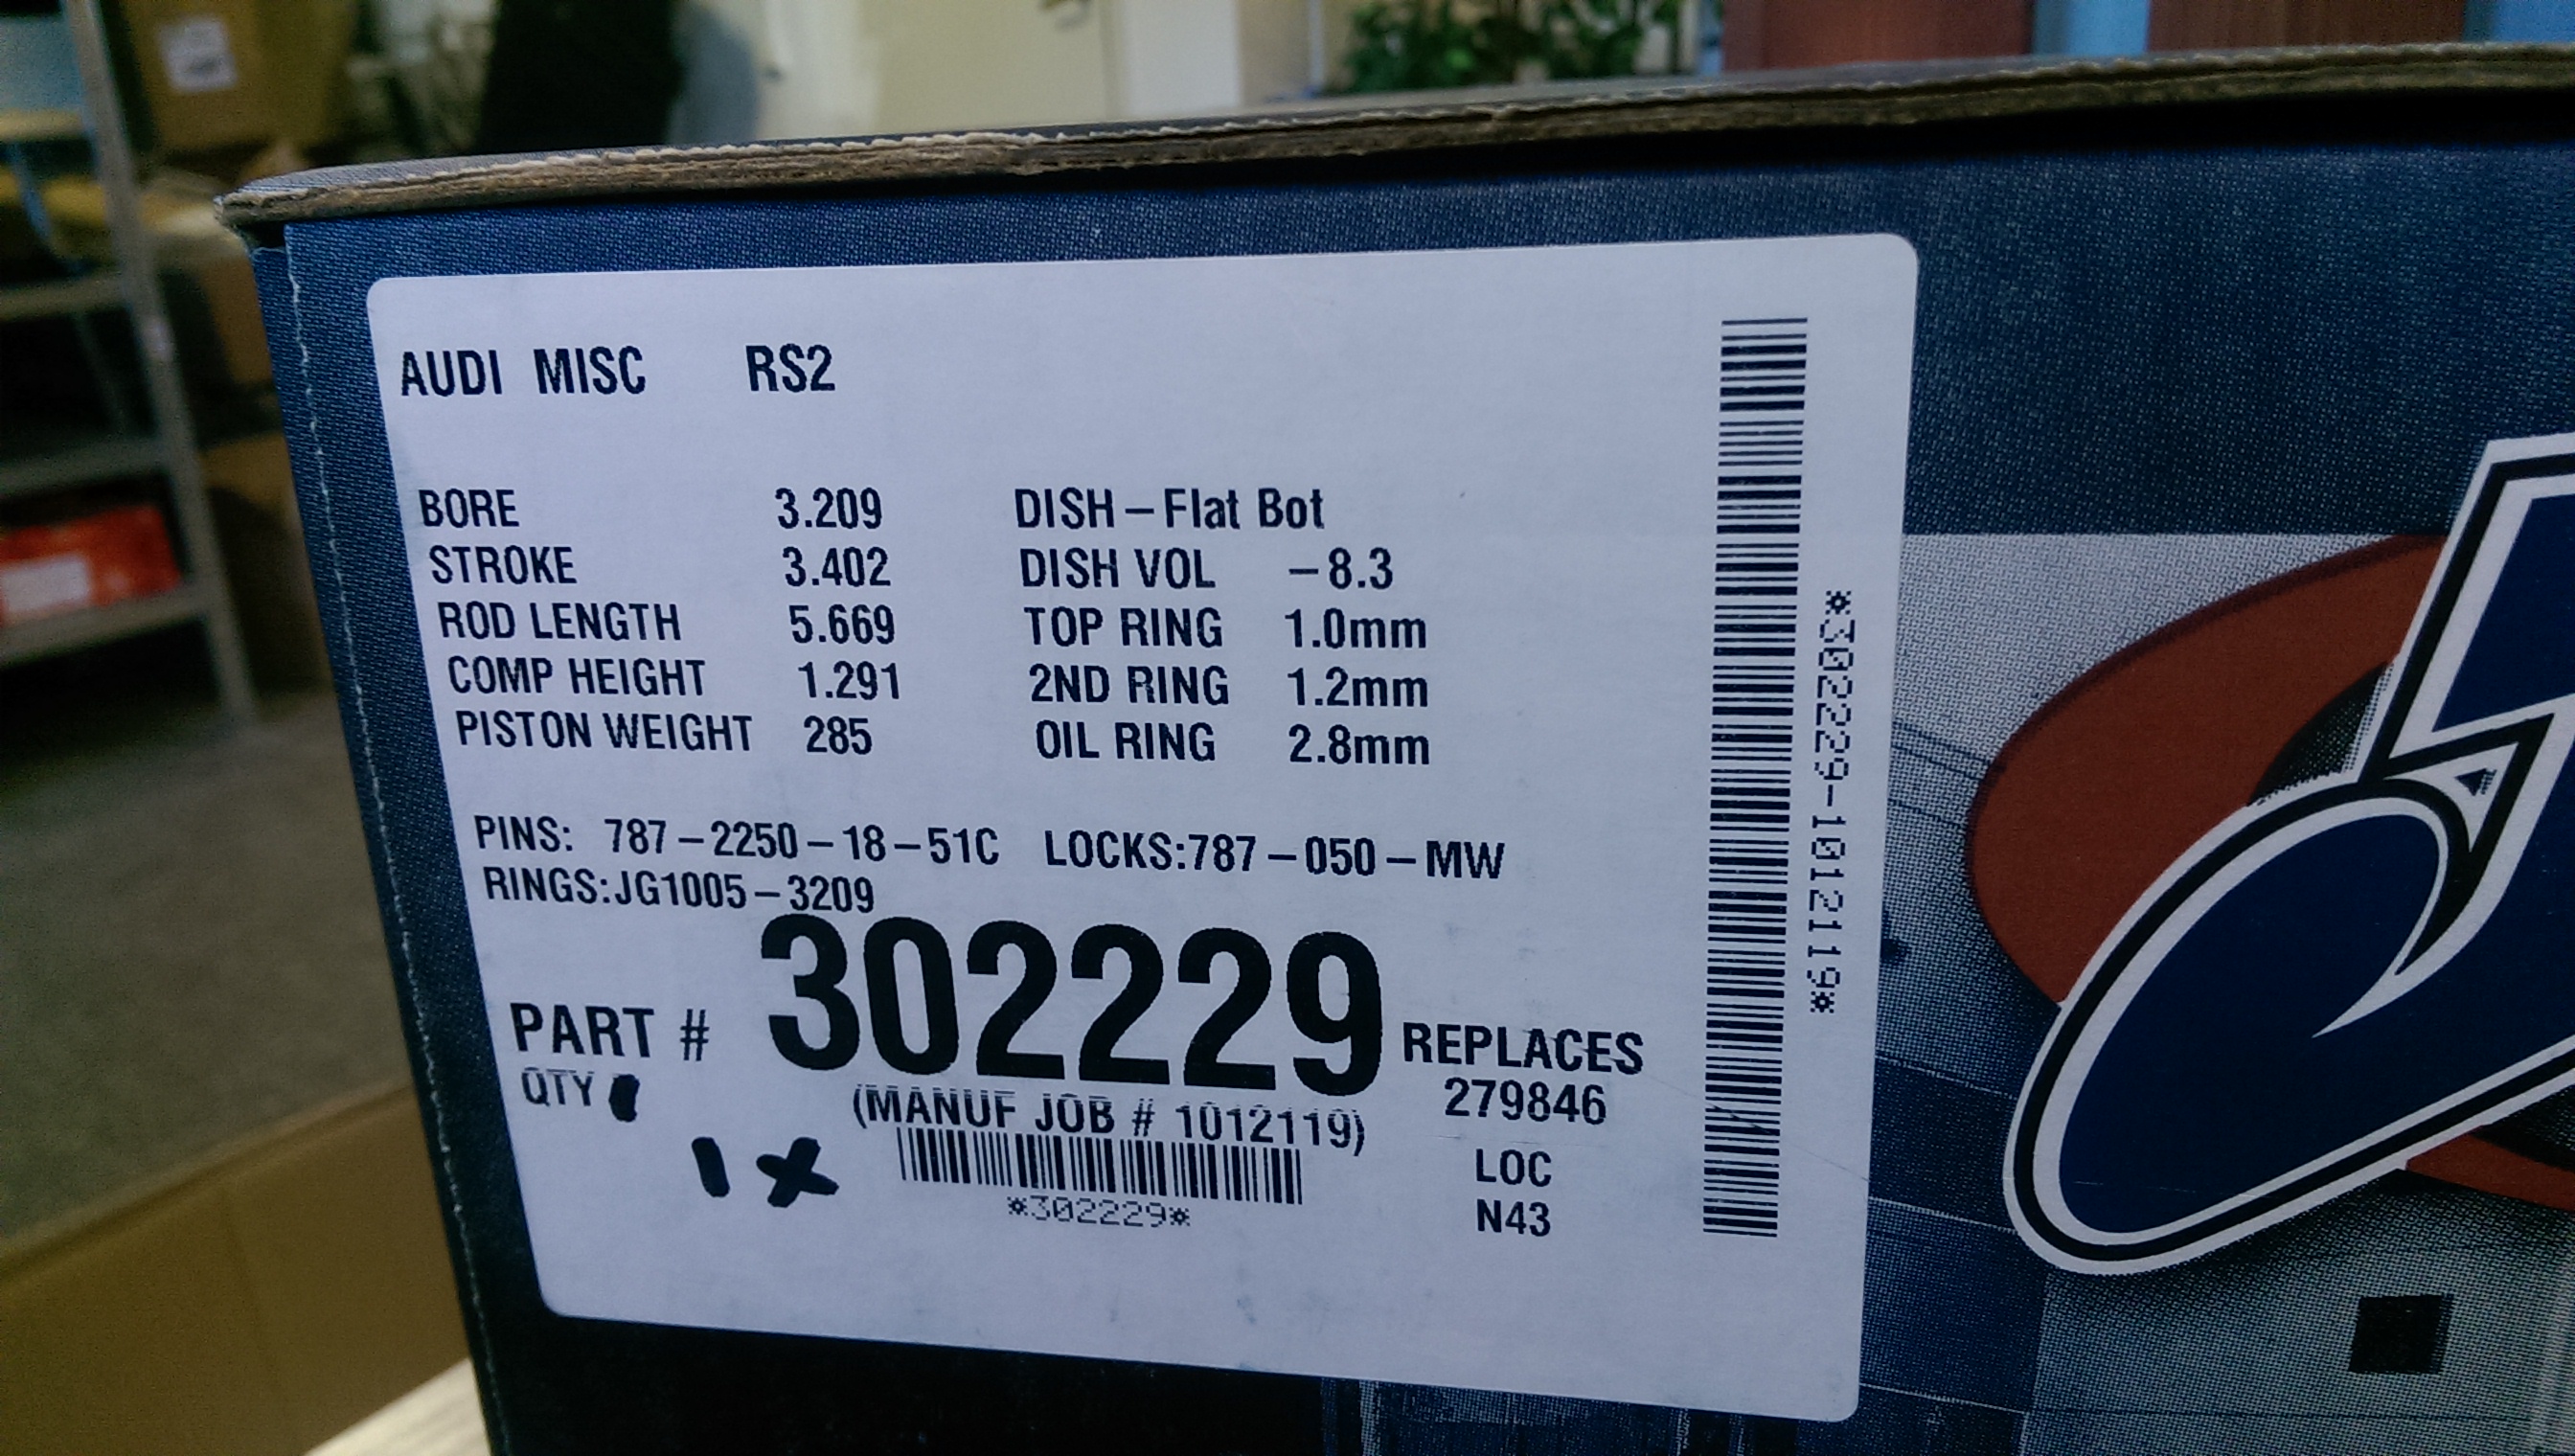 AUDI MISC RS2
BORE 3.209 DISH – Flat Bot
STROKE 3.402 DISH VOL –8.3
ROD LENGTH 5.669 TOP RING 1.0mm
COMP HEIGHT 1.291 2ND RING 1.2mm
PISTON WEIGHT 285 OIL RING 2.8mm
PINS: 787–2250–18–51C LOCKS:787–050–MW
RINGS:JG1005–3209
PART # 302229 REPLACES
QTY
279846
(MANUF JOB # 1012119)
1x
LOC
N43
*302229*
*302229-1012119*